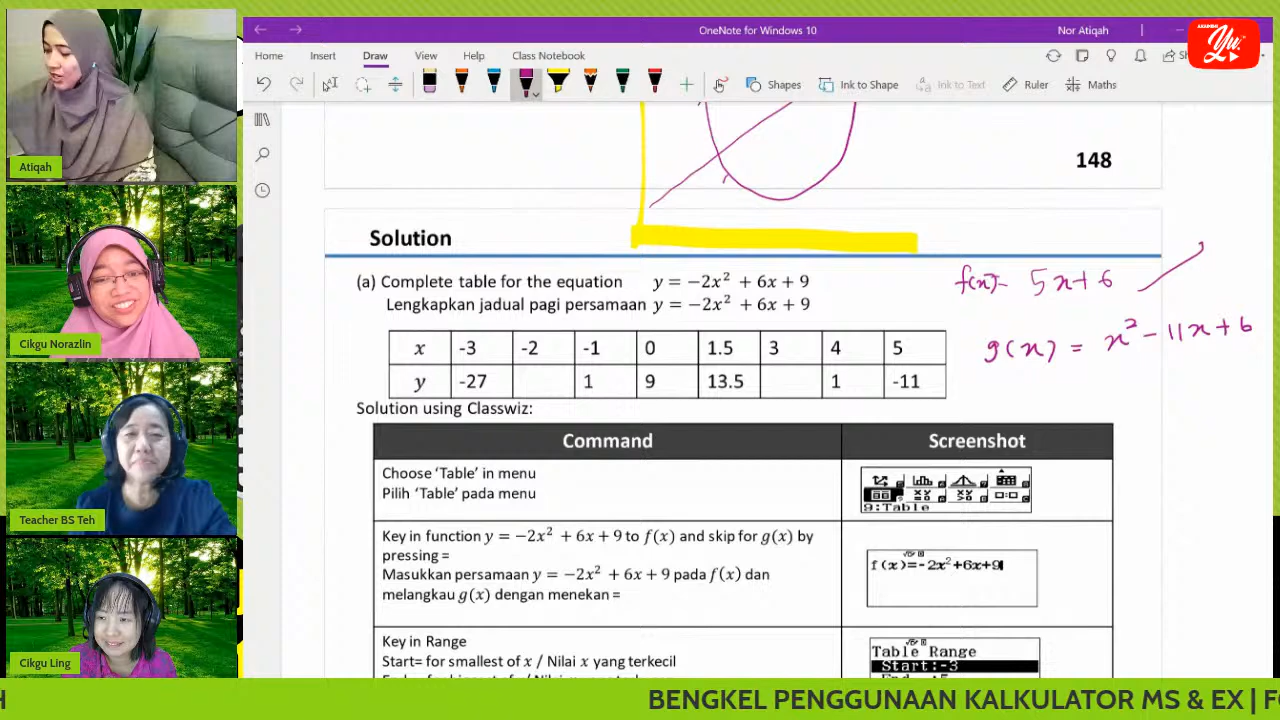 OneNote for Windows 10
Nor Atiqah
Home Insert Draw View Help Class Notebook
Shapes Ink to Shape Ink to Text Ruler Maths
148
Solution
(a) Complete table for the equation y = −2x² + 6x + 9
Lengkapkan jadual pagi persamaan y = −2x² + 6x + 9
f(x)= 5x+6
g(x) = x² − 11x + 6
x -3 -2 -1 0 1.5 3 4 5
y -27 1 9 13.5 1 -11
Solution using Classwiz:
Command Screenshot
Choose ‘Table’ in menu
Pilih ‘Table’ pada menu
9:Table
Key in function y = −2x² + 6x + 9 to f(x) and skip for g(x) by
pressing =
Masukkan persamaan y = −2x² + 6x + 9 pada f(x) dan
melangkau g(x) dengan menekan =
f(x)=-2x²+6x+9
Key in Range
Start= for smallest of x / Nilai x yang terkecil
Table Range
Start:-3
Atiqah
Cikgu Norazlin
Teacher BS Teh
Cikgu Ling
BENGKEL PENGGUNAAN KALKULATOR MS & EX |